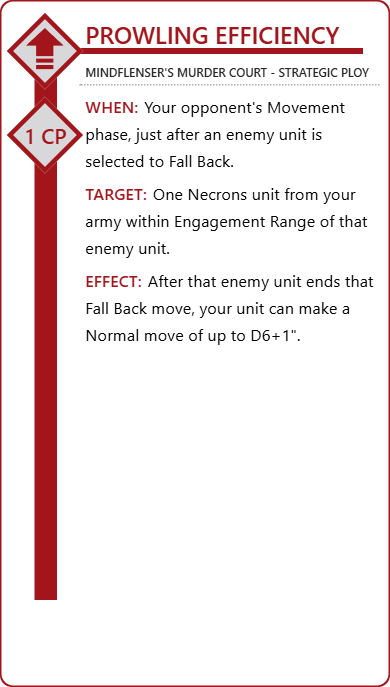 PROWLING EFFICIENCY
MINDFLENSER'S MURDER COURT - STRATEGIC PLOY
1 CP
WHEN: Your opponent's Movement
phase, just after an enemy unit is
selected to Fall Back.
TARGET: One Necrons unit from your
army within Engagement Range of that
enemy unit.
EFFECT: After that enemy unit ends that
Fall Back move, your unit can make a
Normal move of up to D6+1".